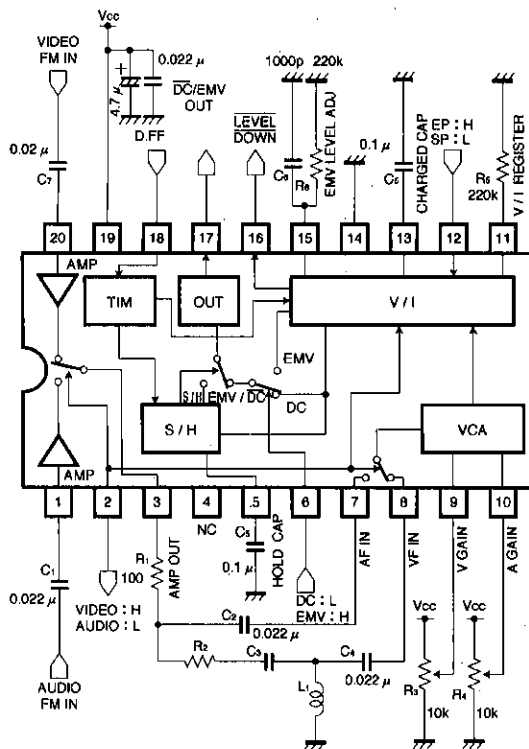 Vcc
VIDEO
FM IN
0.022 μ
4.7 μ
+
DC/EMV
OUT
D.FF
LEVEL
DOWN
1000p 220k
C6
R6
EMV LEVEL ADJ
0.1 μ
C5
CHARGED CAP
EP : H
SP : L
R5
220k
V / I REGISTER
0.02 μ
C7
20 19 18 17 16 15 14 13 12 11
AMP
TIM
OUT
V / I
EMV
S/H
EMV / DC
DC
S / H
VCA
AMP
1 2 3 4 5 6 7 8 9 10
NC
C1
0.022 μ
AUDIO
FM IN
100
VIDEO : H
AUDIO : L
R1
AMP OUT
C5
0.1 μ
HOLD CAP
DC : L
EMV : H
AF IN
VF IN
V GAIN
A GAIN
C2
0.022 μ
R2
C3
L1
C4
0.022 μ
Vcc
R3
10k
Vcc
R4
10k